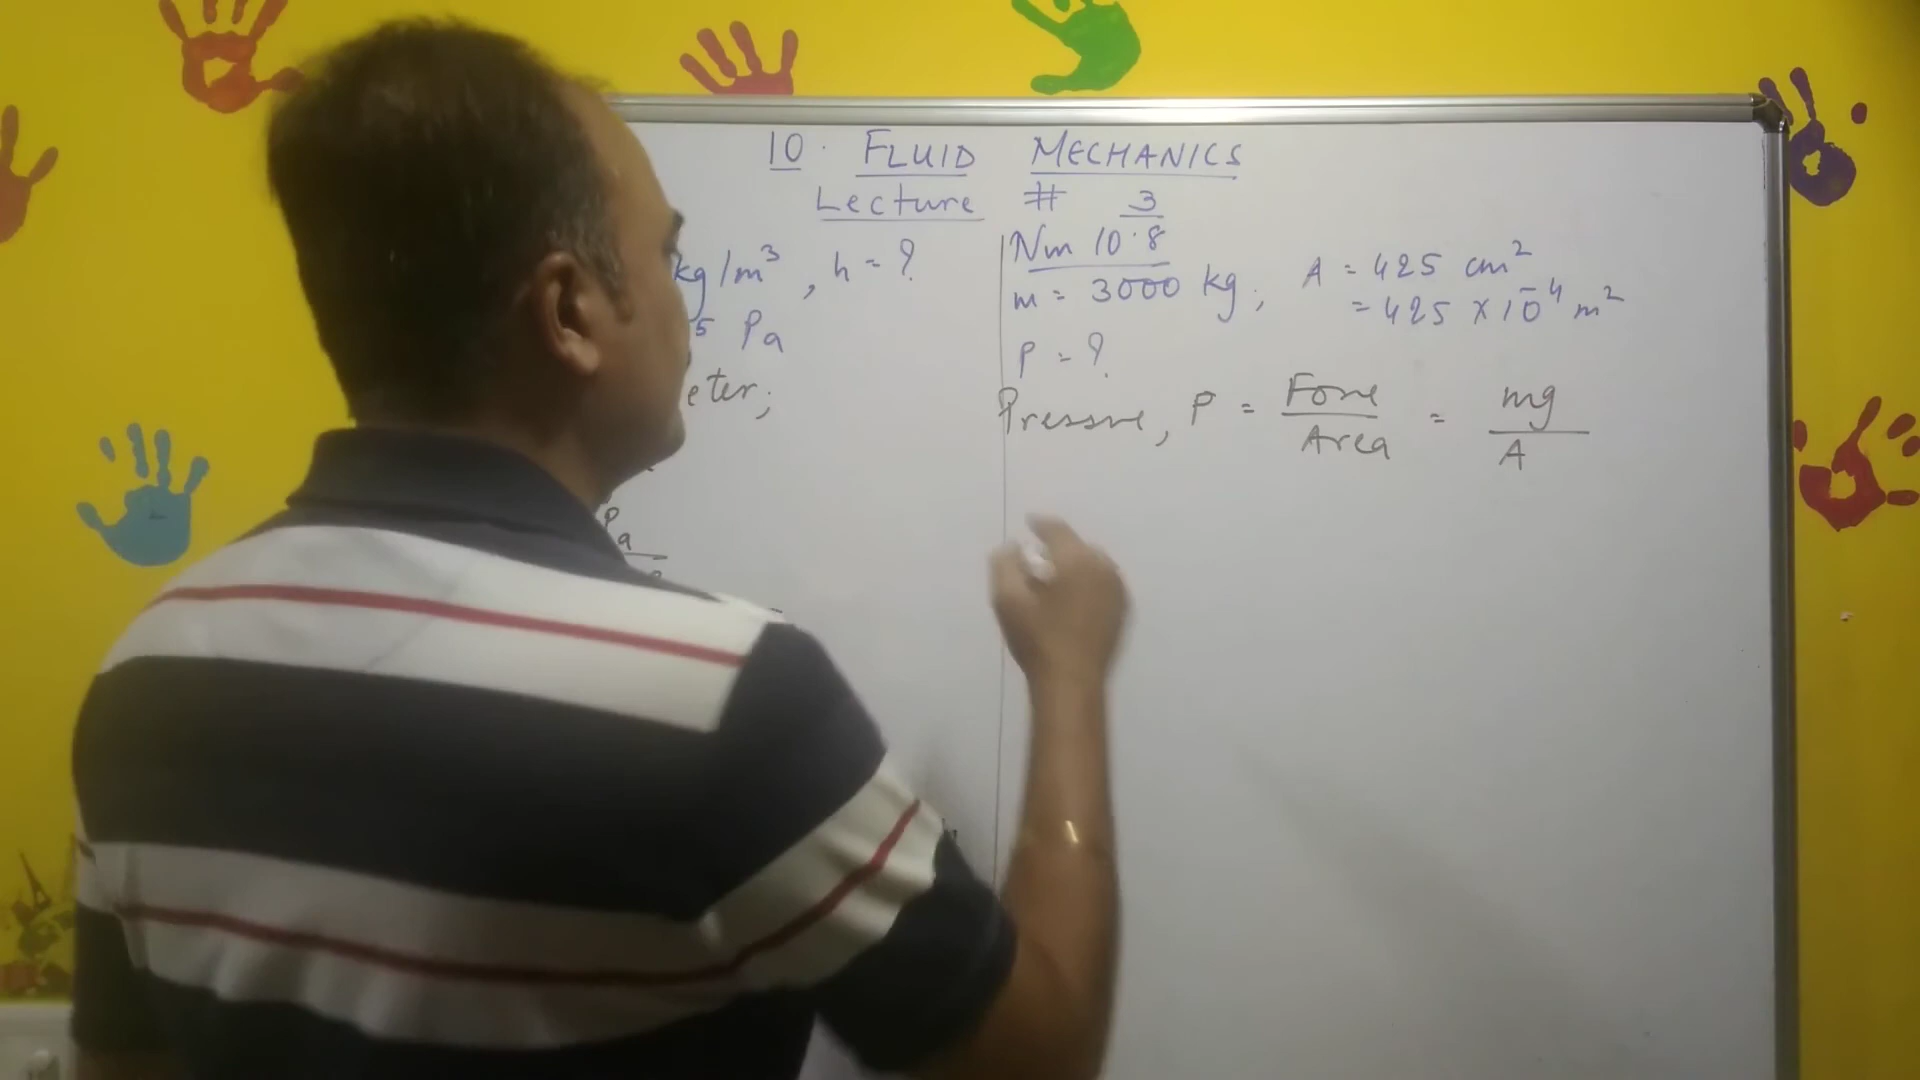 10. FLUID MECHANICS
Lecture # 3
kg/m³, h = ?
5 Pa
eter;
Pa
Nm 10.8
m = 3000 kg; A = 425 cm²
= 425 × 10⁻⁴ m²
P = ?
Pressure, P = Force / Area = mg / A